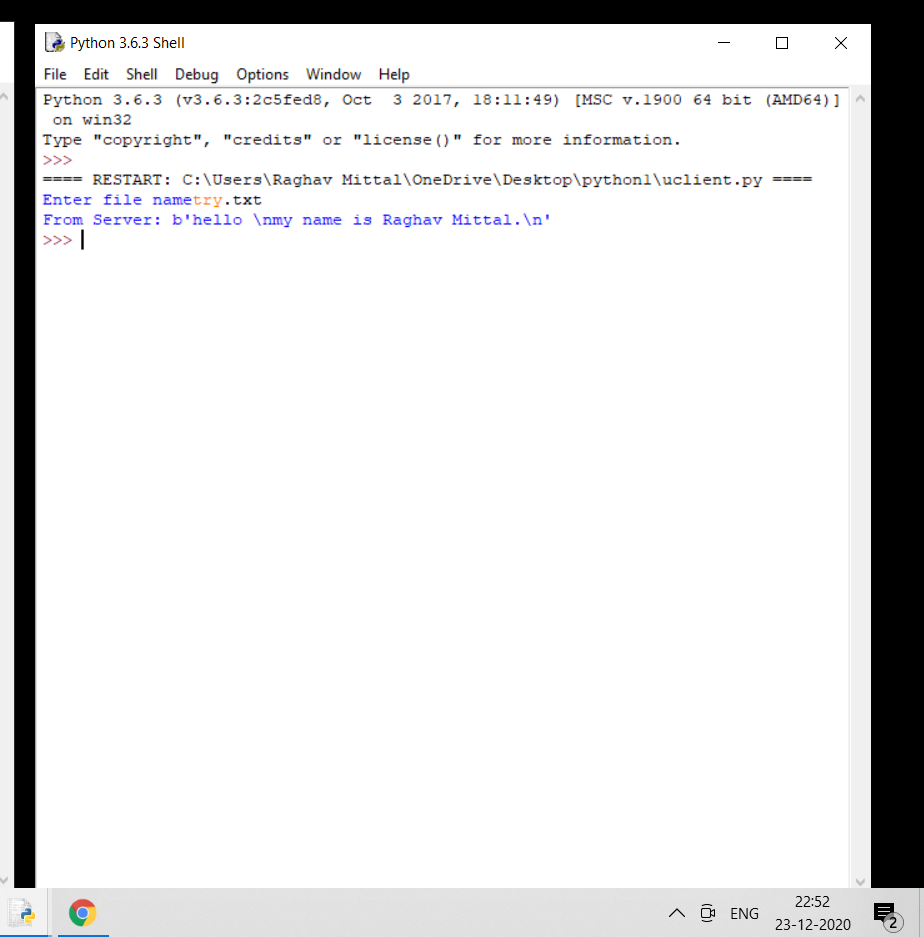 Python 3.6.3 Shell
File Edit Shell Debug Options Window Help
Python 3.6.3 (v3.6.3:2c5fed8, Oct  3 2017, 18:11:49) [MSC v.1900 64 bit (AMD64)]
 on win32
Type "copyright", "credits" or "license()" for more information.
>>>
==== RESTART: C:\Users\Raghav Mittal\OneDrive\Desktop\python1\uclient.py ====
Enter file nametry.txt
From Server: b'hello \nmy name is Raghav Mittal.\n'
>>>
ENG
22:52
23-12-2020
2